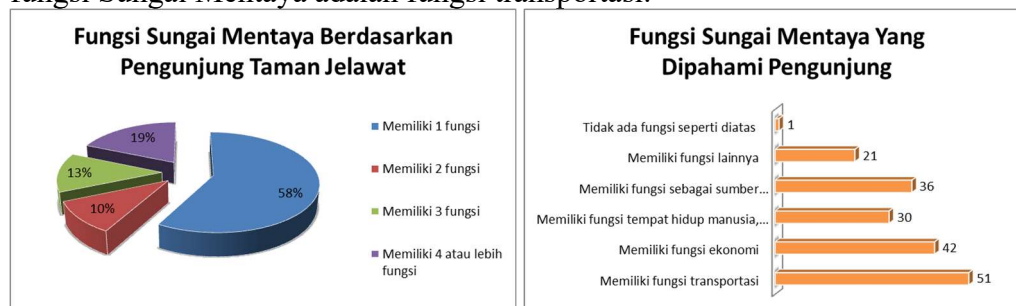 fungsi Sungai Mentaya adalah fungsi transportasi.
Fungsi Sungai Mentaya Berdasarkan
Pengunjung Taman Jelawat
19%
13%
10%
58%
Memiliki 1 fungsi
Memiliki 2 fungsi
Memiliki 3 fungsi
Memiliki 4 atau lebih
fungsi
Fungsi Sungai Mentaya Yang
Dipahami Pengunjung
Tidak ada fungsi seperti diatas 1
Memiliki fungsi lainnya 21
Memiliki fungsi sebagai sumber... 36
Memiliki fungsi tempat hidup manusia,... 30
Memiliki fungsi ekonomi 42
Memiliki fungsi transportasi 51